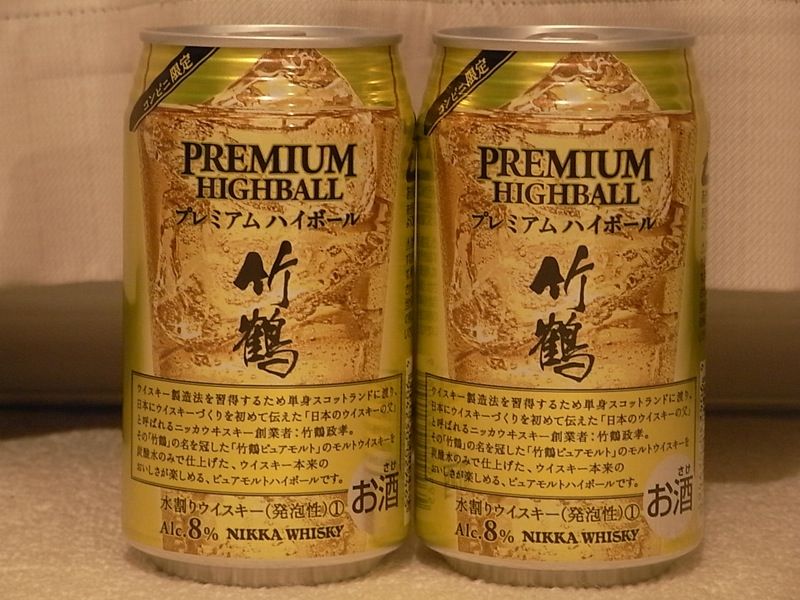 コンビニ限定
PREMIUM
HIGHBALL
プレミアム ハイボール
竹鶴
ウイスキー製造法を習得するため単身スコットランドに渡り、
日本にウイスキーづくりを初めて伝えた「日本のウイスキーの父」
と呼ばれるニッカウヰスキー創業者：竹鶴政孝。
その「竹鶴」の名を冠した「竹鶴ピュアモルト」のモルトウイスキーを
炭酸水のみで仕上げた、ウイスキー本来の
おいしさが楽しめる、ピュアモルトハイボールです。
さけ
お酒
水割りウイスキー(発泡性)①
Alc.8% NIKKA WHISKY
コンビニ限定
PREMIUM
HIGHBALL
プレミアム ハイボール
竹鶴
ウイスキー製造法を習得するため単身スコットランドに渡り、
日本にウイスキーづくりを初めて伝えた「日本のウイスキーの父」
と呼ばれるニッカウヰスキー創業者：竹鶴政孝。
その「竹鶴」の名を冠した「竹鶴ピュアモルト」のモルトウイスキーを
炭酸水のみで仕上げた、ウイスキー本来の
おいしさが楽しめる、ピュアモルトハイボールです。
さけ
お酒
水割りウイスキー(発泡性)①
Alc.8% NIKKA WHISKY